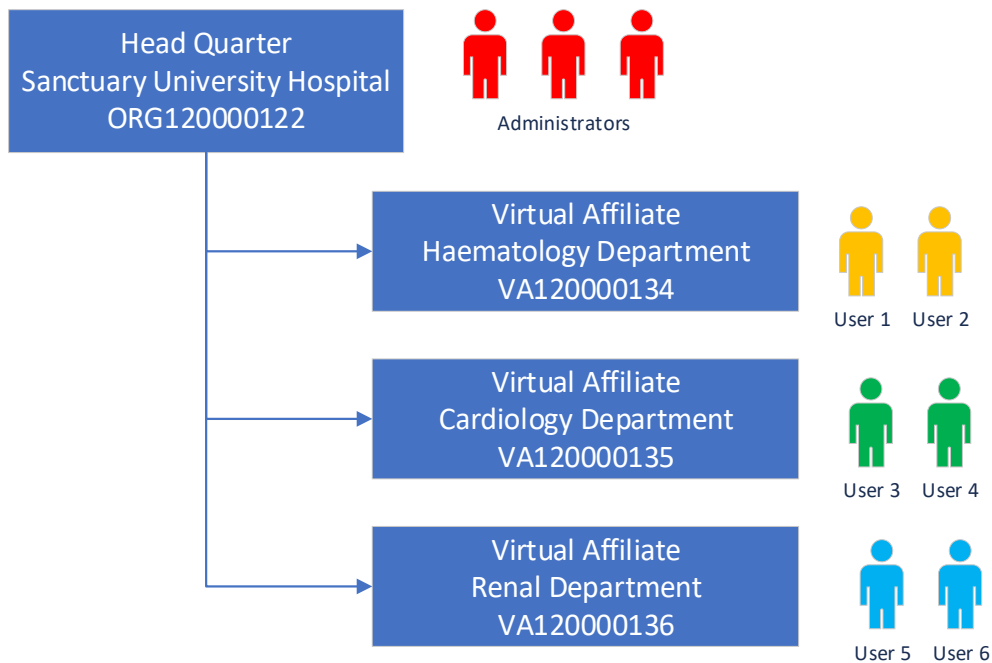 Head Quarter
Sanctuary University Hospital
ORG120000122
Administrators
Virtual Affiliate
Haematology Department
VA120000134
User 1
User 2
Virtual Affiliate
Cardiology Department
VA120000135
User 3
User 4
Virtual Affiliate
Renal Department
VA120000136
User 5
User 6